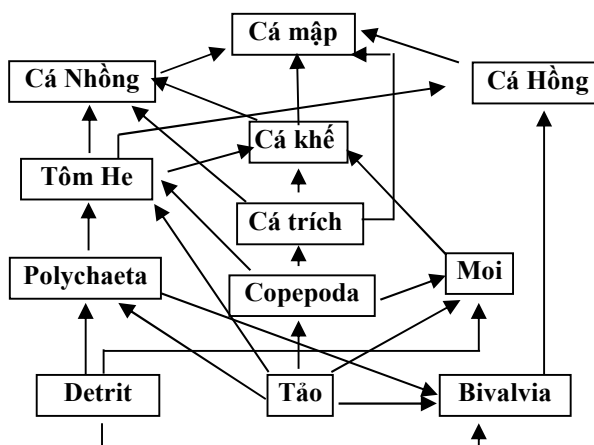 Cá mập
Cá Nhồng
Cá Hồng
Cá khế
Tôm He
Cá trích
Polychaeta
Copepoda
Moi
Detrit
Tảo
Bivalvia